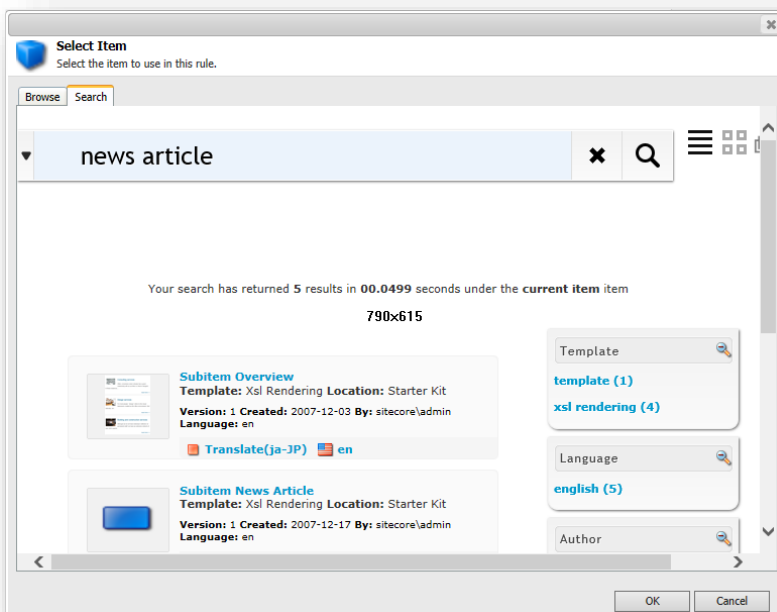 Select Item
Select the item to use in this rule.
Browse Search
news article
Your search has returned 5 results in 00.0499 seconds under the current item item
790×615
Subitem Overview
Template: Xsl Rendering Location: Starter Kit
Version: 1 Created: 2007-12-03 By: sitecore\admin
Language: en
Translate(ja-JP) en
Subitem News Article
Template: Xsl Rendering Location: Starter Kit
Version: 1 Created: 2007-12-17 By: sitecore\admin
Language: en
Template
template (1)
xsl rendering (4)
Language
english (5)
Author
OK Cancel